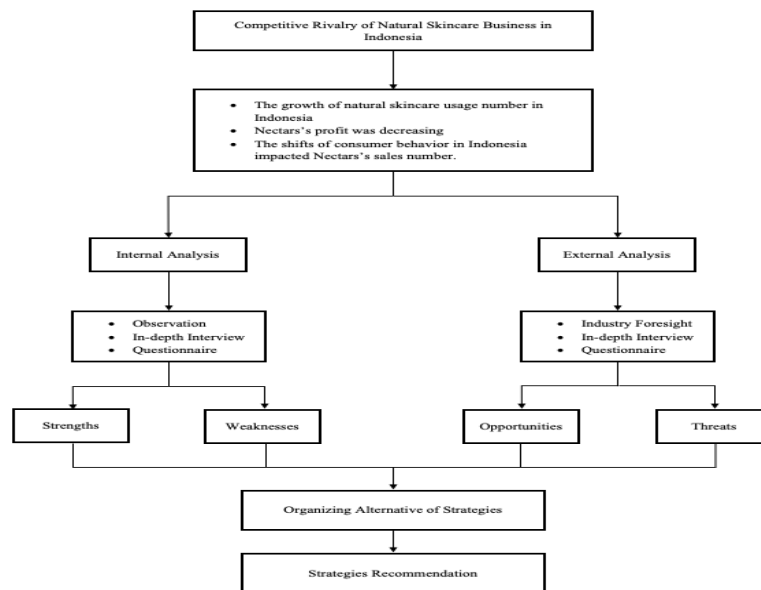 Competitive Rivalry of Natural Skincare Business in
Indonesia
• The growth of natural skincare usage number in
Indonesia
• Nectars's profit was decreasing
• The shifts of consumer behavior in Indonesia
impacted Nectars's sales number.
Internal Analysis
External Analysis
• Observation
• In-depth Interview
• Questionnaire
• Industry Foresight
• In-depth Interview
• Questionnaire
Strengths
Weaknesses
Opportunities
Threats
Organizing Alternative of Strategies
Strategies Recommendation